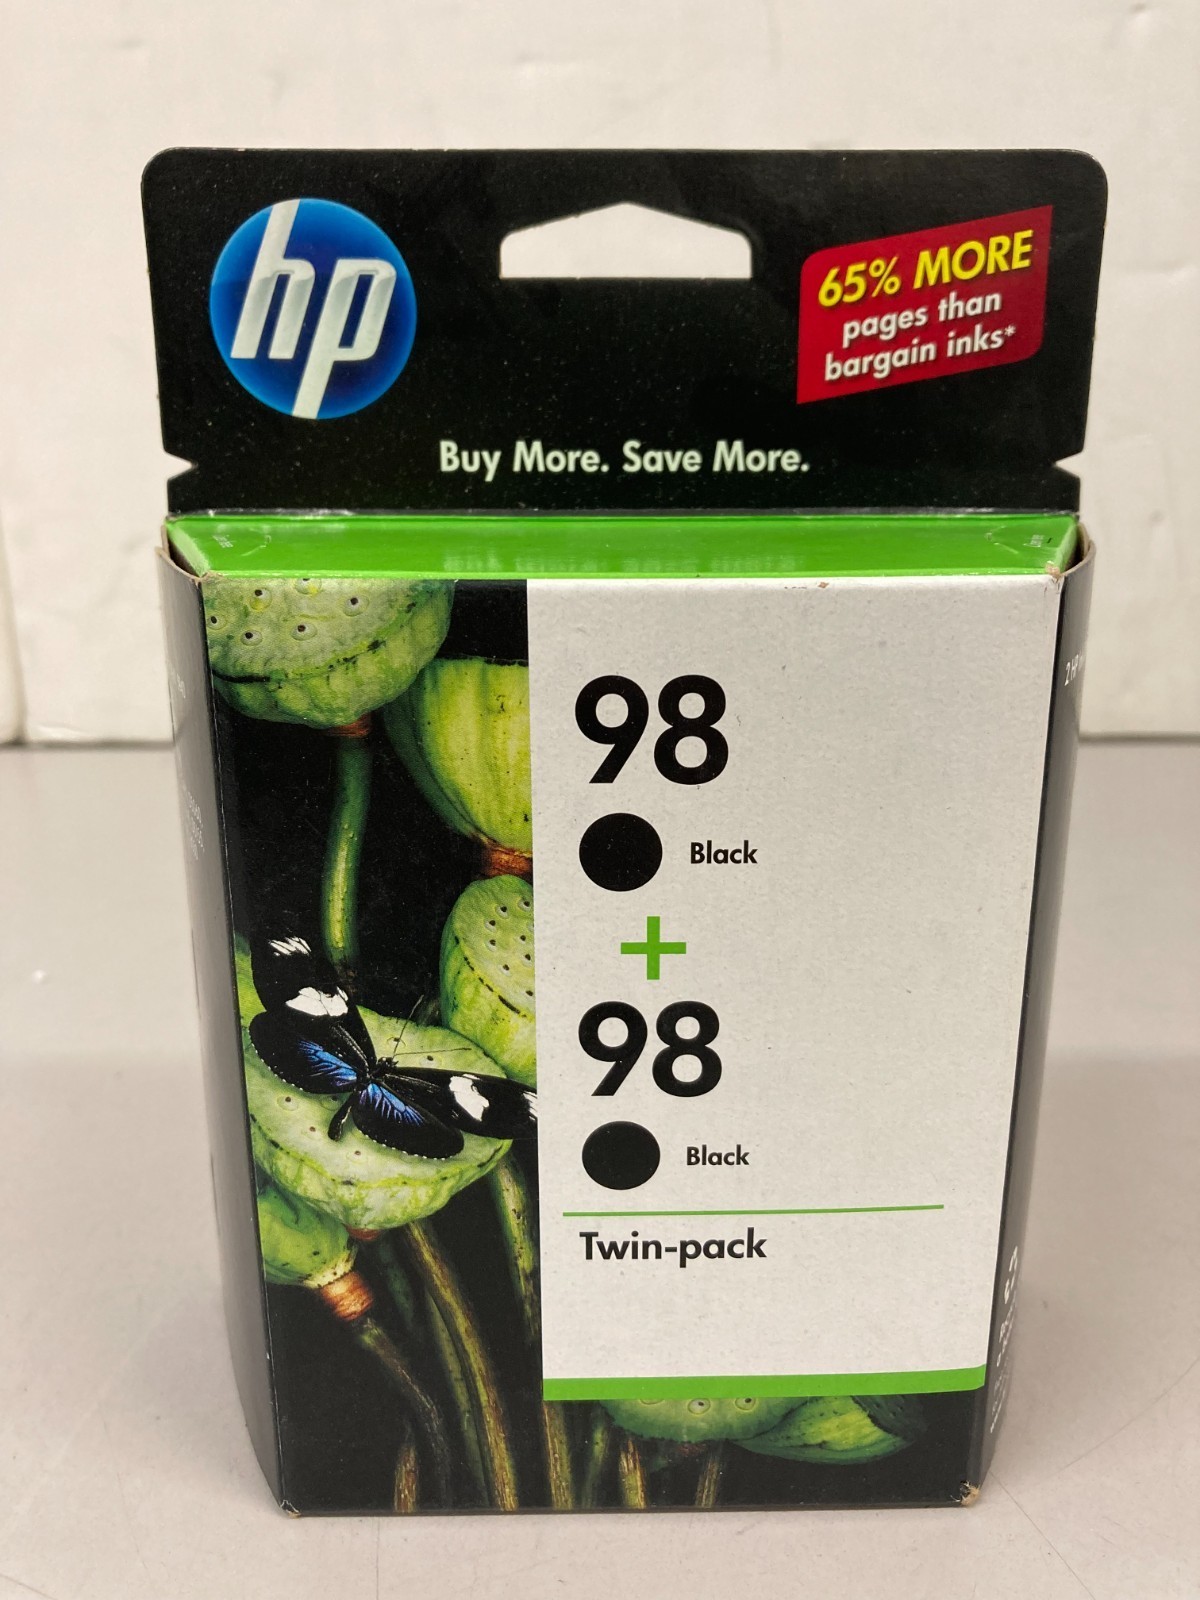 hp
65% MORE
pages than
bargain inks*
Buy More. Save More.
98
Black
+
98
Black
Twin-pack